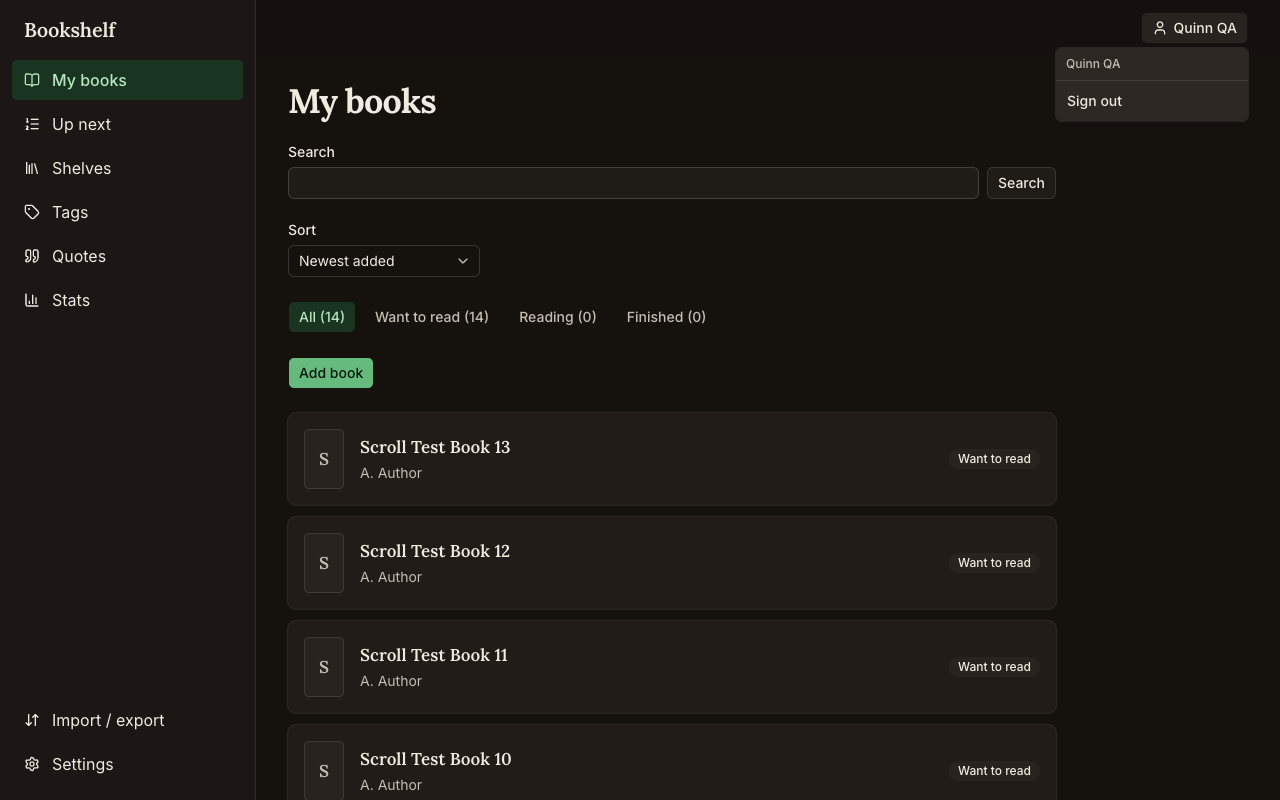 Bookshelf
My books
Up next
Shelves
Tags
Quotes
Stats
Import / export
Settings
Quinn QA
Quinn QA
Sign out
My books
Search
Search
Sort
Newest added
All (14) Want to read (14) Reading (0) Finished (0)
Add book
S
Scroll Test Book 13
A. Author
Want to read
S
Scroll Test Book 12
A. Author
Want to read
S
Scroll Test Book 11
A. Author
Want to read
S
Scroll Test Book 10
A. Author
Want to read